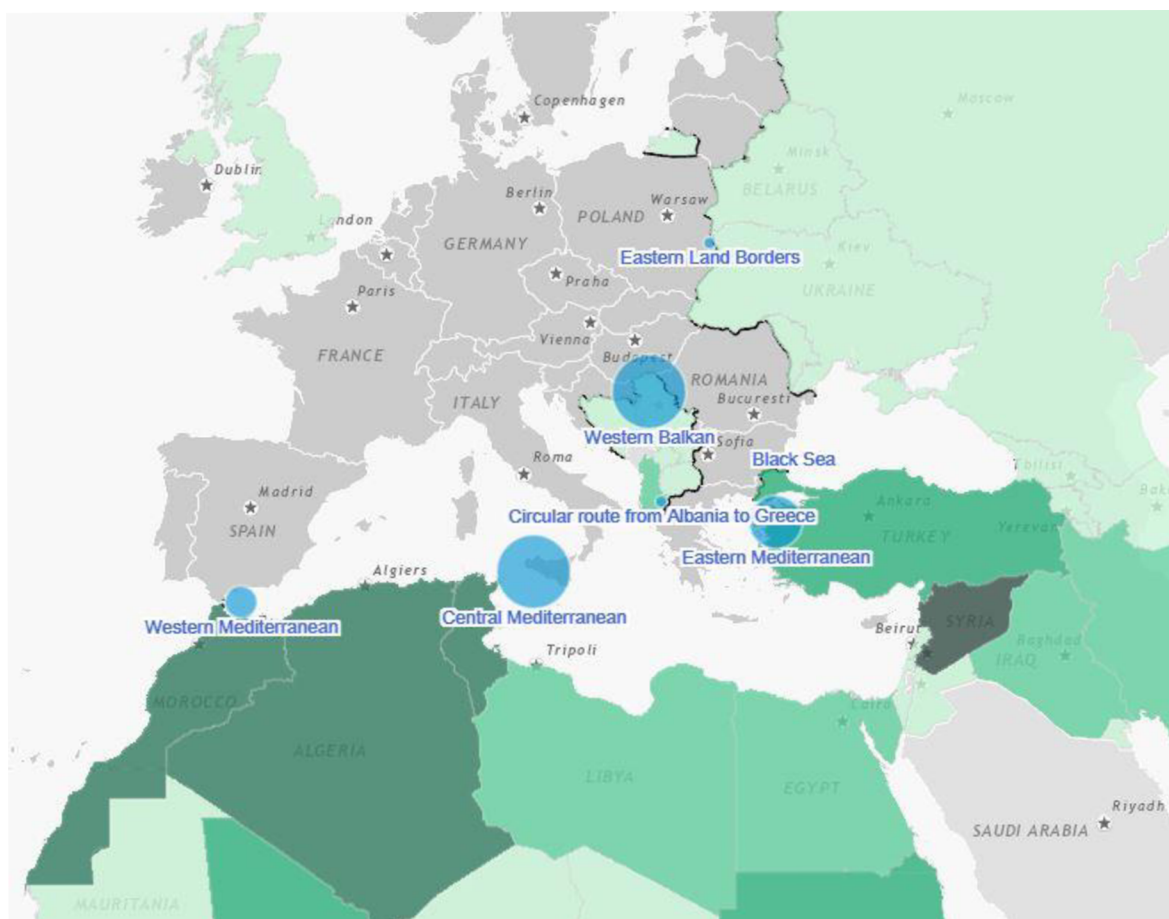 Copenhagen
Moscow
Dublin
Minsk
BELARUS
Berlin
Warsaw
POLAND
London
GERMANY
Eastern Land Borders
Kiev
UKRAINE
Praha
Paris
Vienna
Budapest
FRANCE
ROMANIA
ITALY
Bucuresti
Western Balkan
Sofia
Black Sea
Roma
Tbilisi
Madrid
Ankara
Circular route from Albania to Greece
SPAIN
Yerevan
TURKEY
Eastern Mediterranean
Algiers
Central Mediterranean
Western Mediterranean
SYRIA
Beirut
Baghdad
Tripoli
IRAQ
MOROCCO
Cairo
ALGERIA
LIBYA
EGYPT
Riyadh
SAUDI ARABIA
MAURITANIA